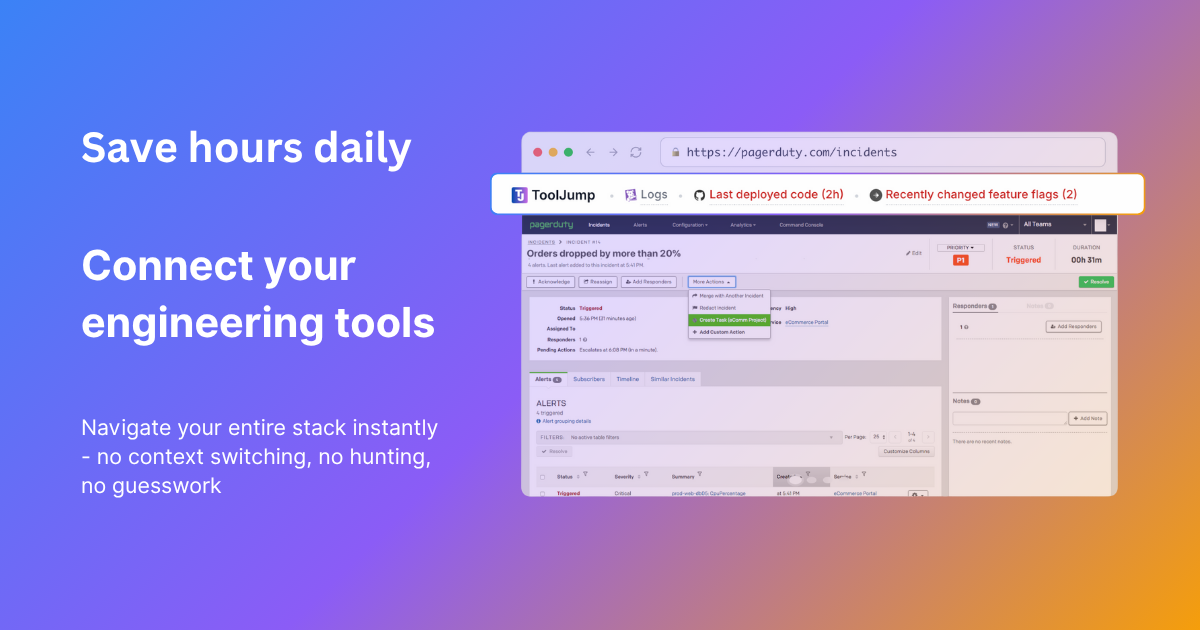 Save hours daily
Connect your
engineering tools
Navigate your entire stack instantly
- no context switching, no hunting,
no guesswork
https://pagerduty.com/incidents
ToolJump • Logs • Last deployed code (2h) • Recently changed feature flags (2)
pagerduty Incidents Alerts Configuration Analytics Command Console NEW All Teams
INCIDENTS > INCIDENT
Orders dropped by more than 20%
4 alerts. Last alert added to this incident at 5:41 PM.
Edit
PRIORITY STATUS DURATION
P1 Triggered 00h 31m
Acknowledge Reassign Add Responders More Actions Resolve
Merge with Another Incident
Redact Incident
Create Task (eComm Project)
Add Custom Action
Status Triggered
Opened 5:36 PM (31 minutes ago)
Assigned To
Responders 1
Pending Actions Escalates at 6:08 PM (in a minute)
High
eCommerce Portal
Responders 1 Notes
1 Add Responders
Alerts 4 Subscribers Timeline Similar Incidents
ALERTS
4 triggered
Alert grouping details
FILTERS: No active table filters
Per Page: 25 1-4
Resolve Customize Columns
Status Severity Summary Service
Triggered Critical prod-web-db05: CpuPercentage at 5:41 PM eCommerce Portal
Notes 0
Add Note
There are no recent notes.